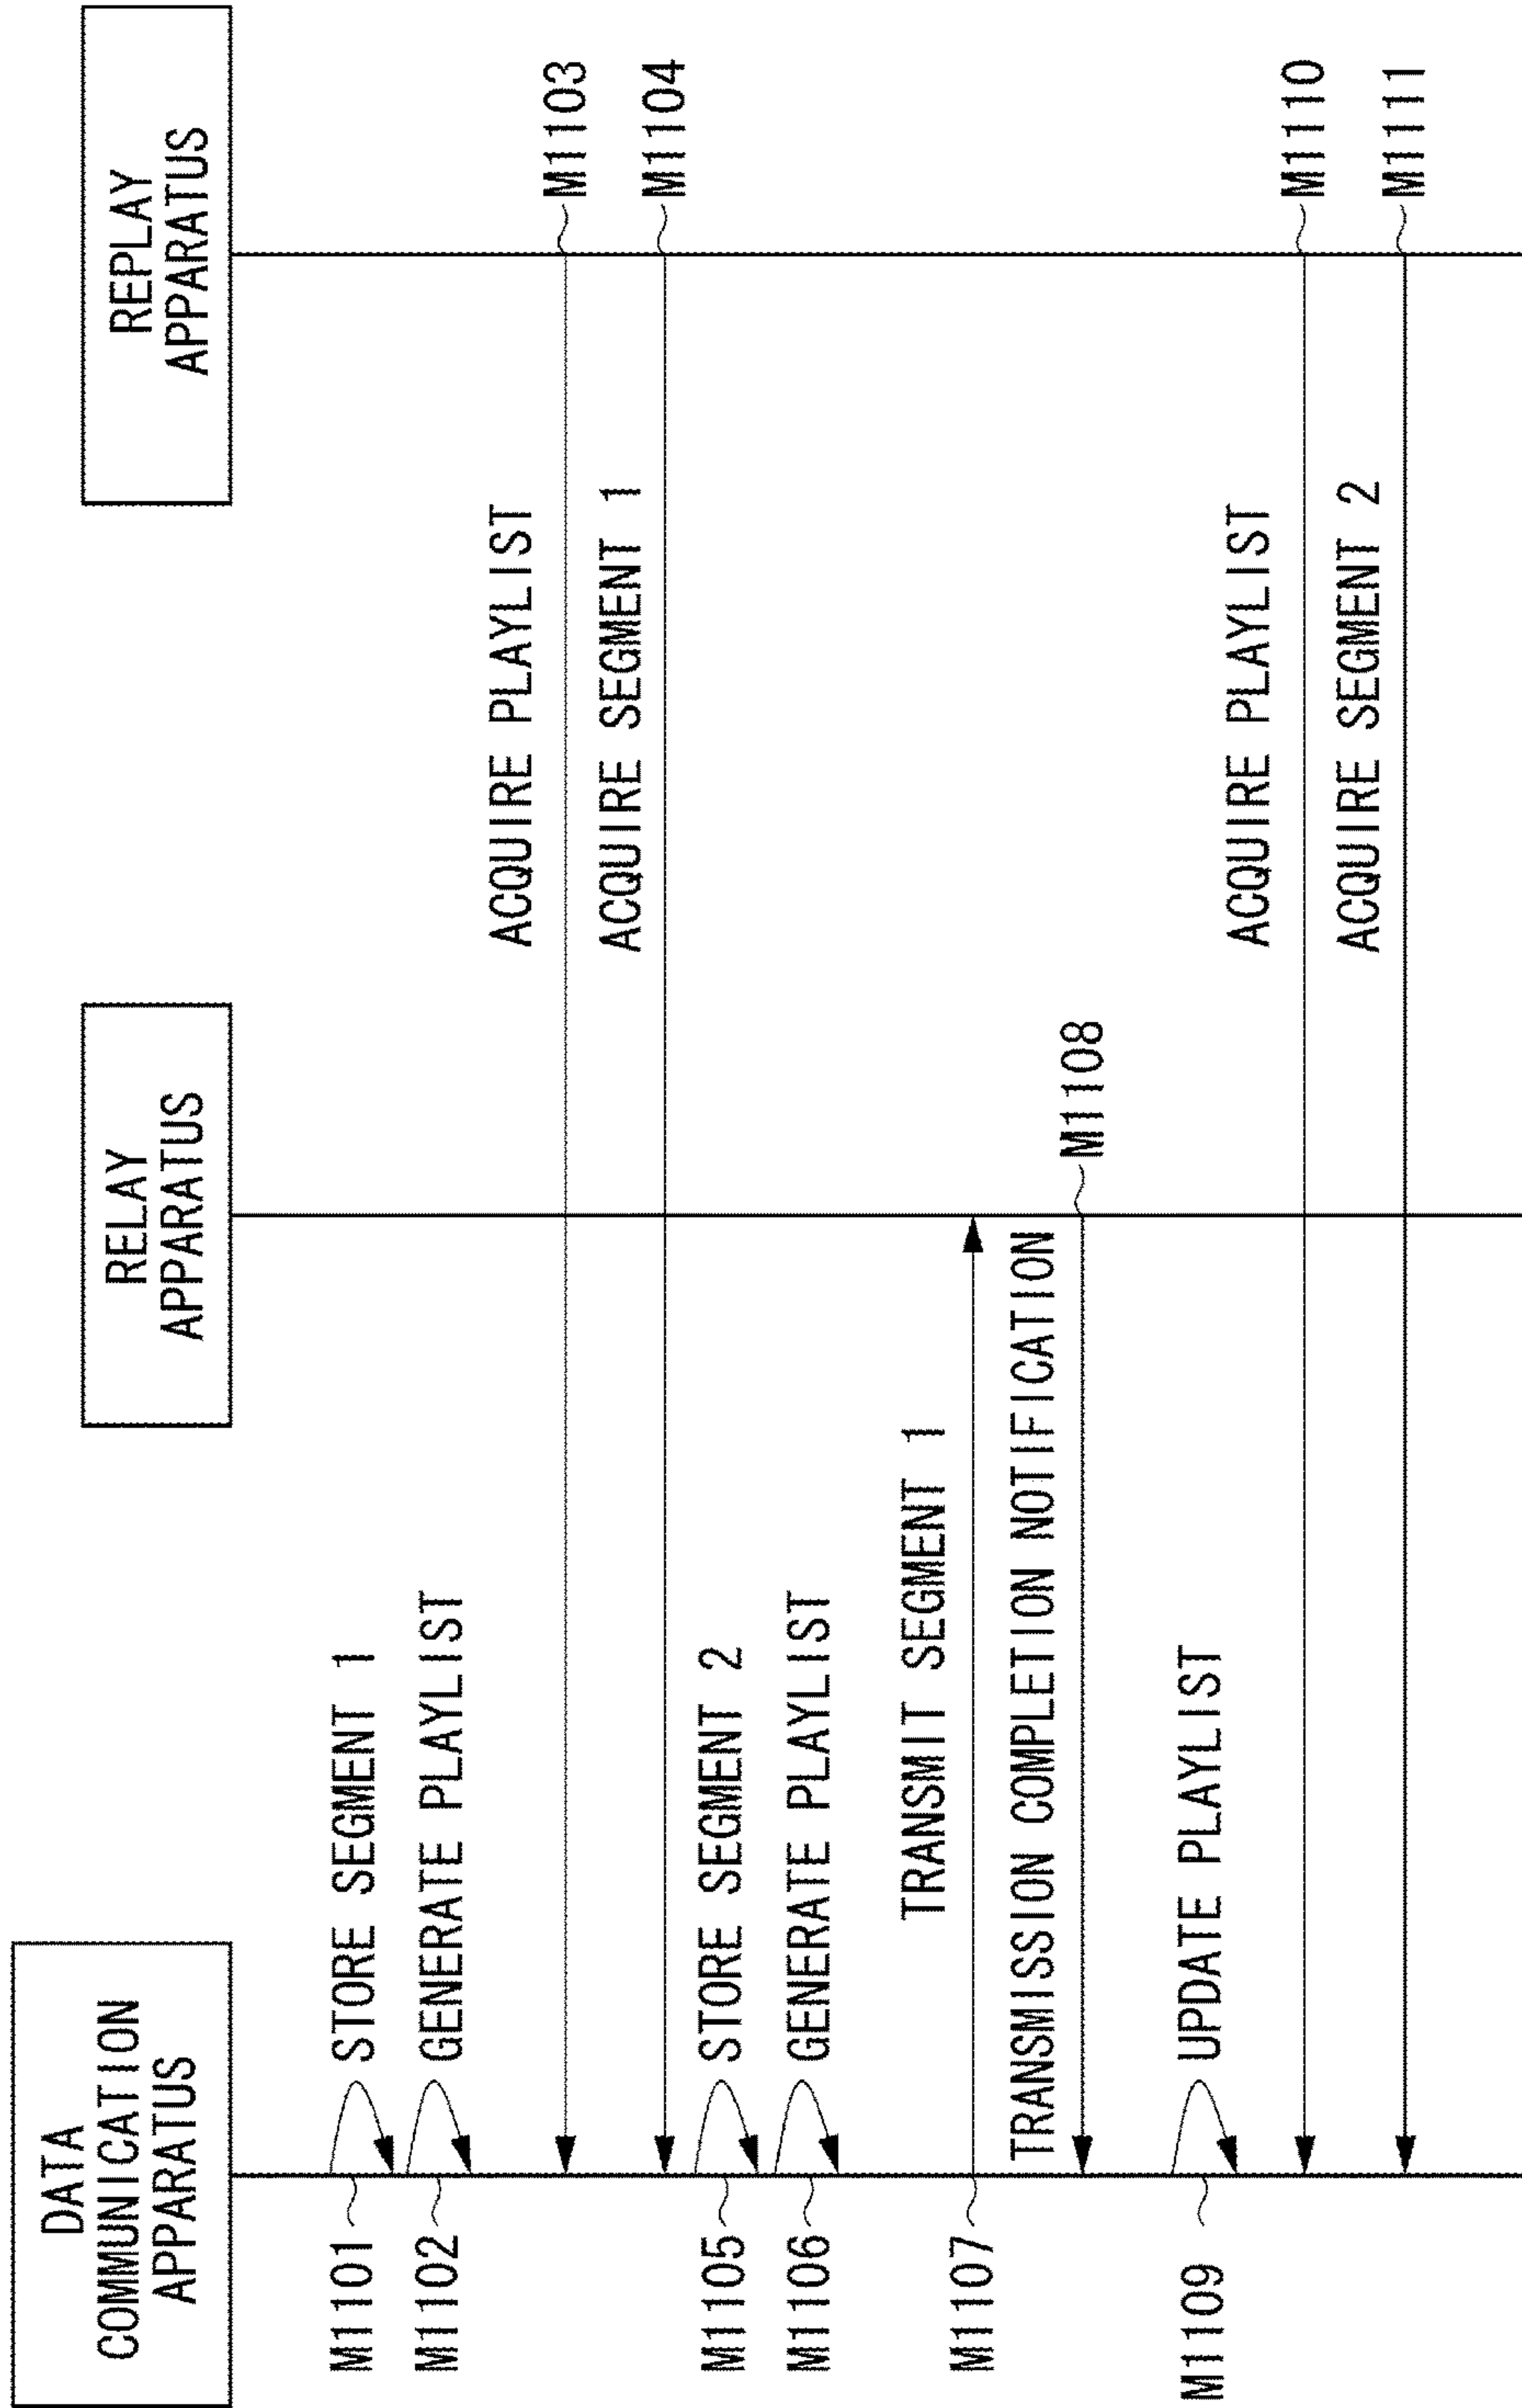 DATA
COMMUNICATION
APPARATUS
RELAY
APPARATUS
REPLAY
APPARATUS
M1101
STORE SEGMENT 1
M1102
GENERATE PLAYLIST
ACQUIRE PLAYLIST
M1103
ACQUIRE SEGMENT 1
M1104
M1105
STORE SEGMENT 2
M1106
GENERATE PLAYLIST
TRANSMIT SEGMENT 1
M1107
TRANSMISSION COMPLETION NOTIFICATION
M1108
M1109
UPDATE PLAYLIST
ACQUIRE PLAYLIST
M1110
ACQUIRE SEGMENT 2
M1111